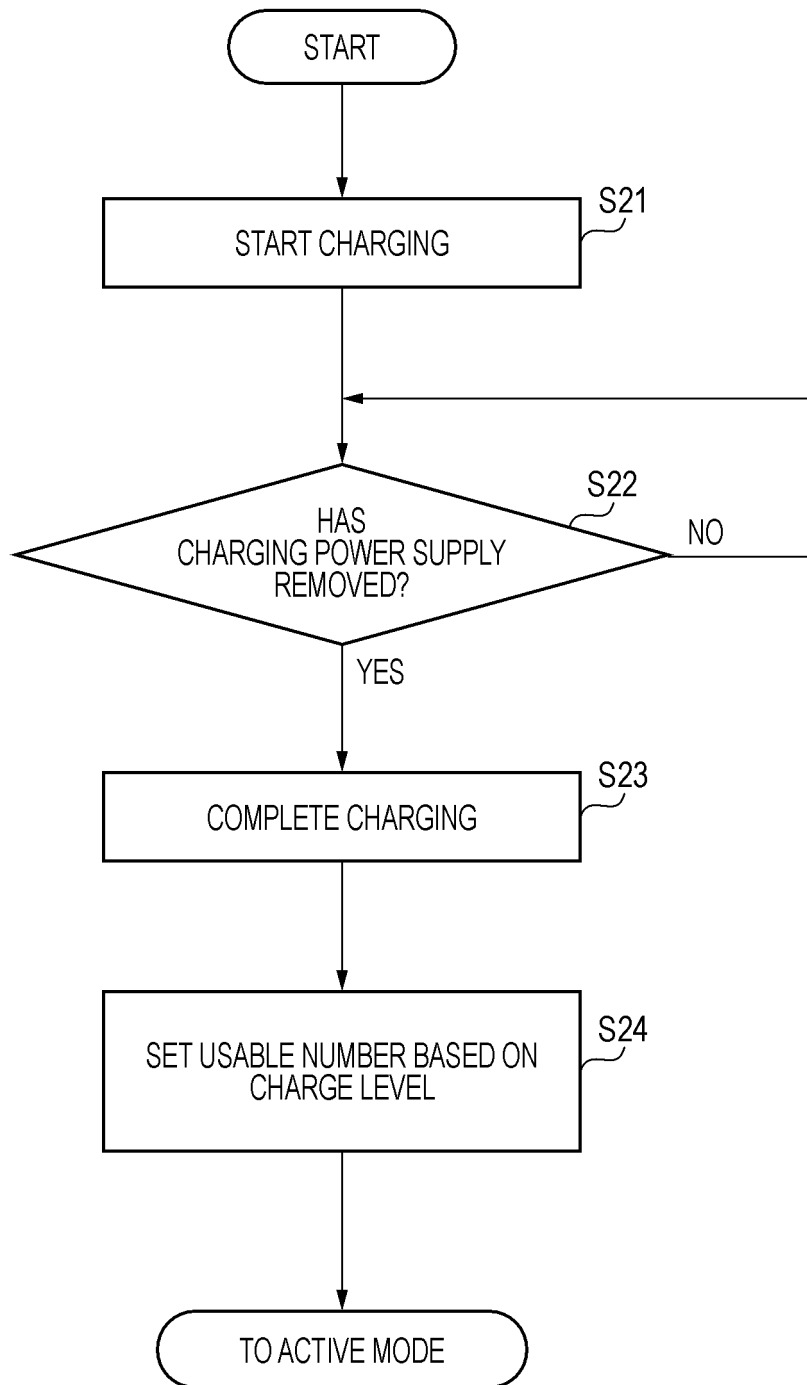 START
S21
START CHARGING
S22
HAS
CHARGING POWER SUPPLY
REMOVED?
NO
YES
S23
COMPLETE CHARGING
S24
SET USABLE NUMBER BASED ON
CHARGE LEVEL
TO ACTIVE MODE